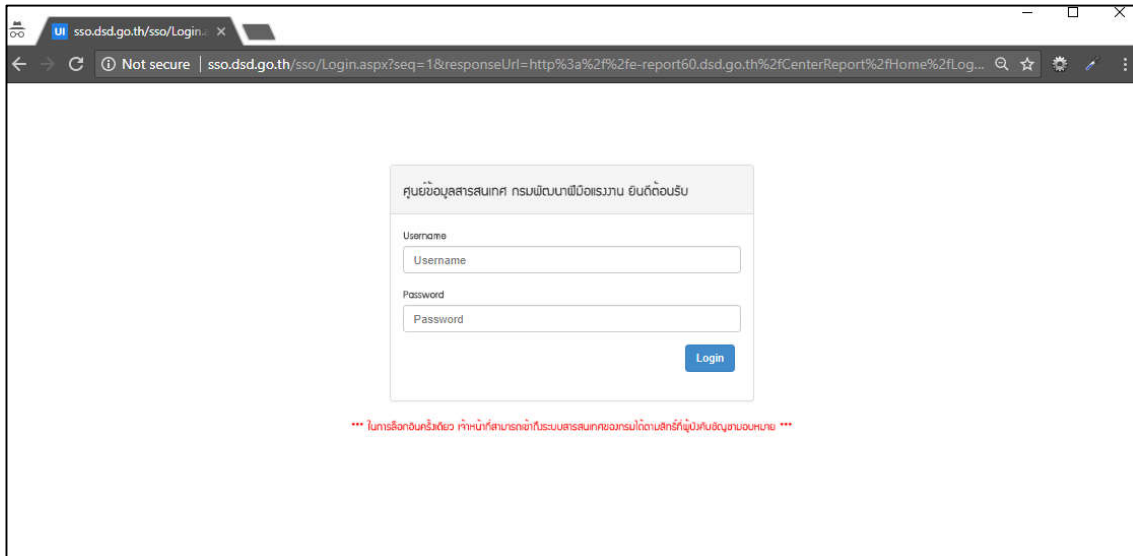 UI sso.dsd.go.th/sso/Login.a
Not secure | sso.dsd.go.th/sso/Login.aspx?seq=1&responseUrl=http%3a%2f%2fe-report60.dsd.go.th%2fCenterReport%2fHome%2fLog...
ศูนย์ข้อมูลสารสนเทศ กรมพัฒนาฝีมือแรงงาน ยินดีต้อนรับ
Username
Username
Password
Password
Login
*** ในการล็อกอินครั้งเดียว เจ้าหน้าที่สามารถเข้าถึงระบบสารสนเทศของกรมได้ตามสิทธิ์ที่ผู้บังคับบัญชามอบหมาย ***